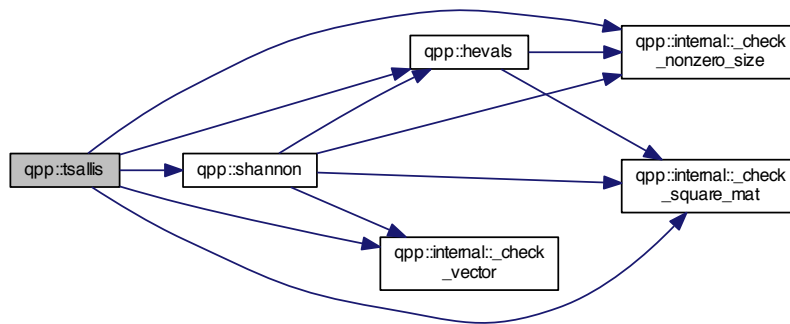 qpp::tsallis
qpp::shannon
qpp::hevals
qpp::internal::_check
_vector
qpp::internal::_check
_nonzero_size
qpp::internal::_check
_square_mat